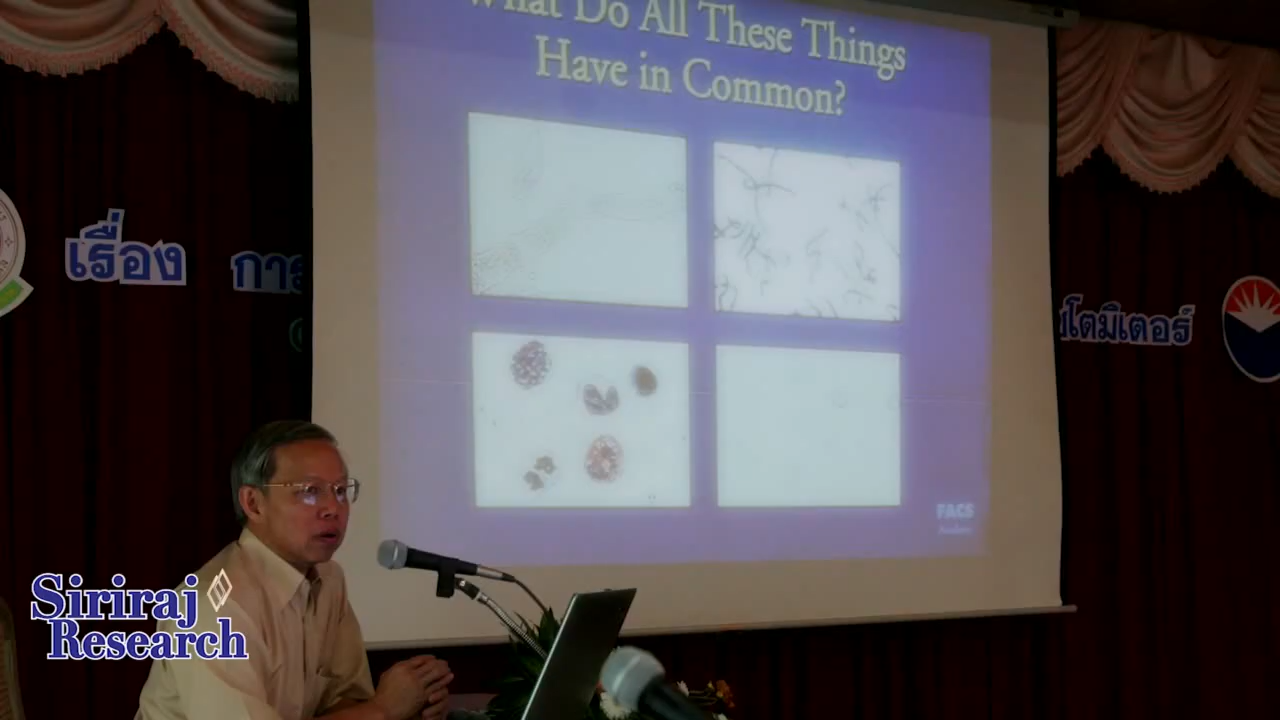 What Do All These Things
Have in Common?
เรื่อง
โตมิเตอร์
FACS
Siriraj
Research